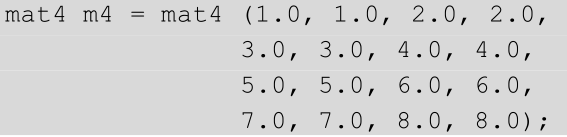 mat4 m4 = mat4 (1.0, 1.0, 2.0, 2.0,
3.0, 3.0, 4.0, 4.0,
5.0, 5.0, 6.0, 6.0,
7.0, 7.0, 8.0, 8.0);